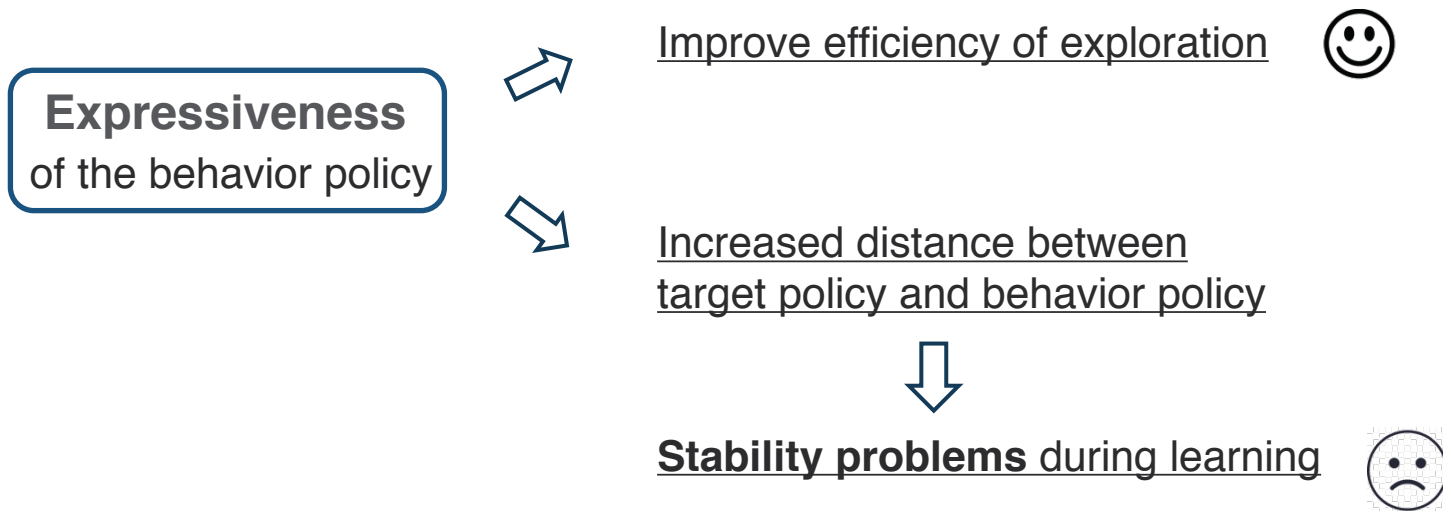 Improve efficiency of exploration
Expressiveness
of the behavior policy
Increased distance between
target policy and behavior policy
Stability problems during learning